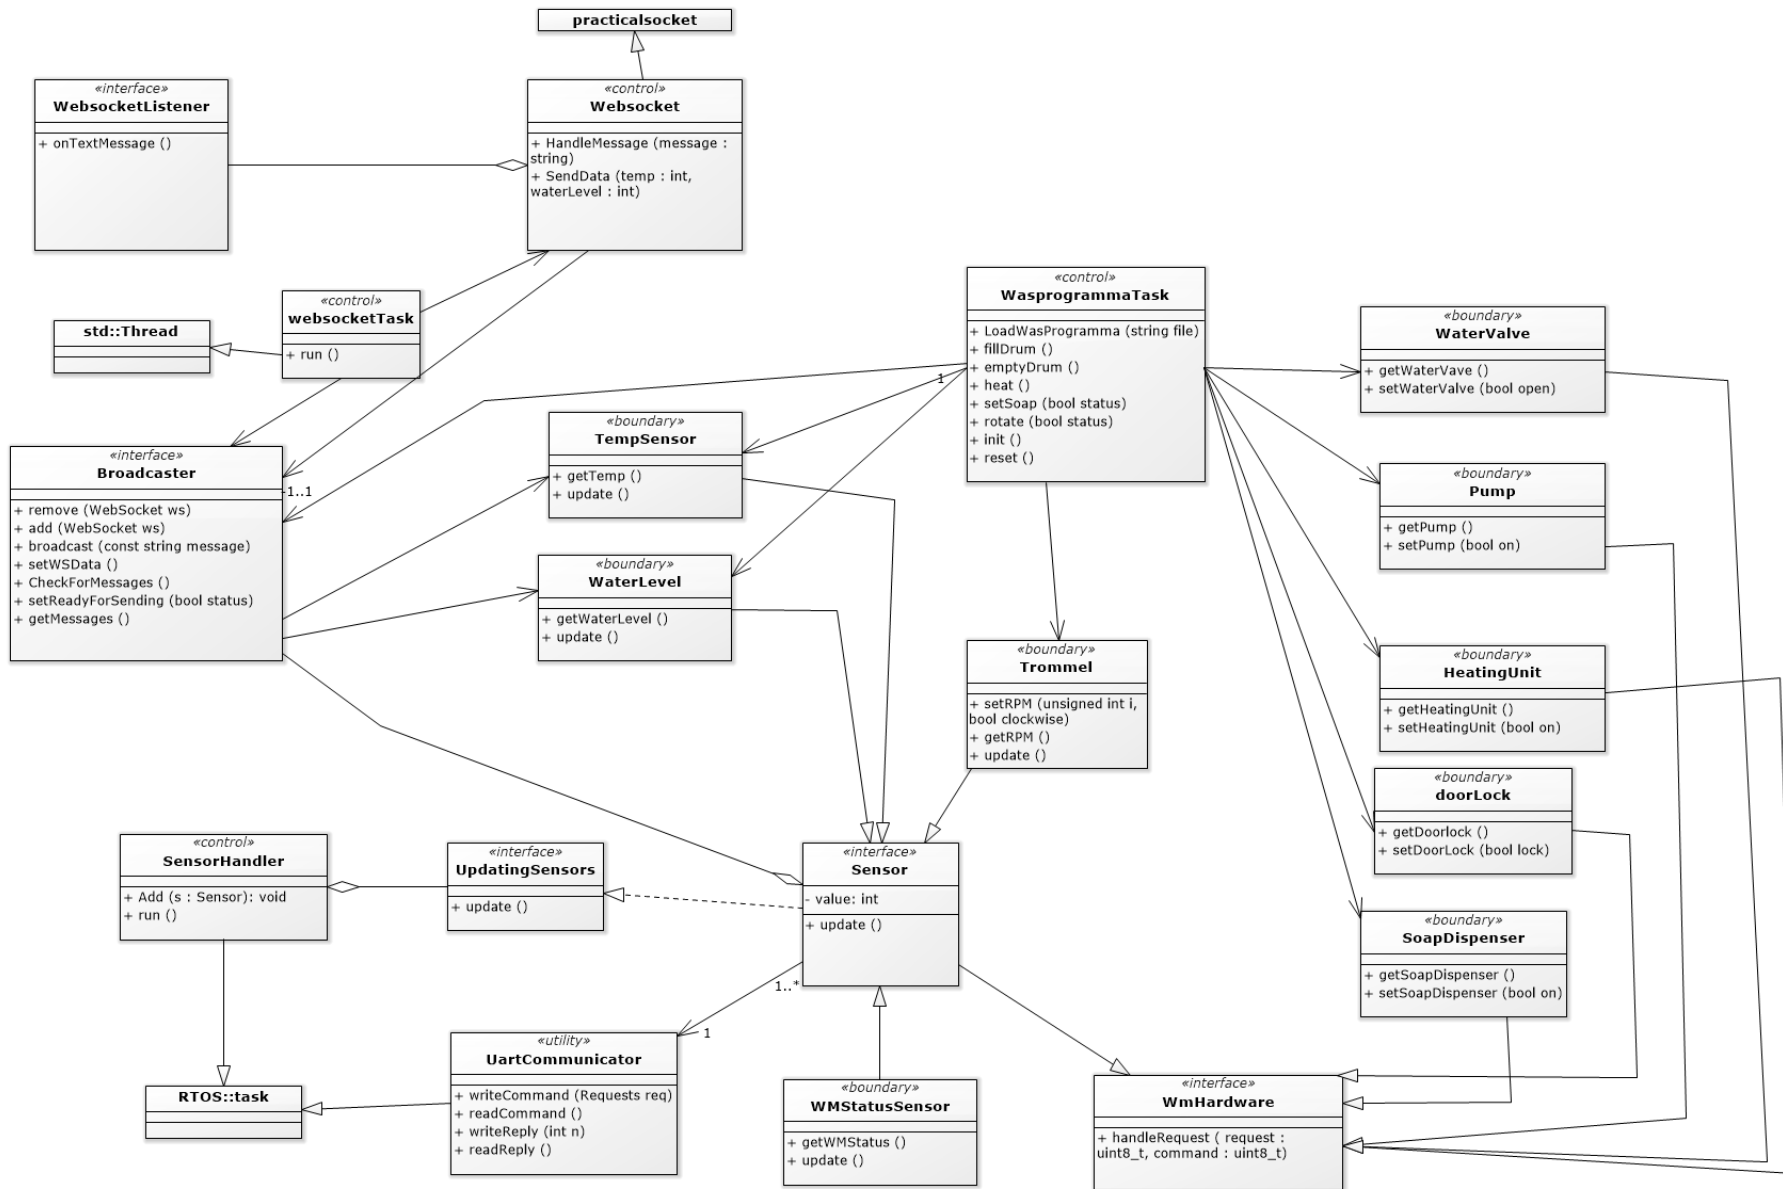 practicalsocket
«interface»
WebsocketListener
+ onTextMessage ()
«control»
Websocket
+ HandleMessage (message :
string)
+ SendData (temp : int,
waterLevel : int)
«control»
websocketTask
+ run ()
std::Thread
«control»
WasprogrammaTask
+ LoadWasProgramma (string file)
+ fillDrum ()
+ emptyDrum ()
+ heat ()
+ setSoap (bool status)
+ rotate (bool status)
+ init ()
+ reset ()
1
«boundary»
WaterValve
+ getWaterVave ()
+ setWaterValve (bool open)
«boundary»
TempSensor
+ getTemp ()
+ update ()
«interface»
Broadcaster
+ remove (WebSocket ws)
+ add (WebSocket ws)
+ broadcast (const string message)
+ setWSData ()
+ CheckForMessages ()
+ setReadyForSending (bool status)
+ getMessages ()
-1..1
«boundary»
Pump
+ getPump ()
+ setPump (bool on)
«boundary»
WaterLevel
+ getWaterLevel ()
+ update ()
«boundary»
Trommel
+ setRPM (unsigned int i,
bool clockwise)
+ getRPM ()
+ update ()
«boundary»
HeatingUnit
+ getHeatingUnit ()
+ setHeatingUnit (bool on)
«boundary»
doorLock
+ getDoorlock ()
+ setDoorLock (bool lock)
«control»
SensorHandler
+ Add (s : Sensor): void
+ run ()
«interface»
UpdatingSensors
+ update ()
«interface»
Sensor
- value: int
+ update ()
1..*
1
«boundary»
SoapDispenser
+ getSoapDispenser ()
+ setSoapDispenser (bool on)
«utility»
UartCommunicator
+ writeCommand (Requests req)
+ readCommand ()
+ writeReply (int n)
+ readReply ()
RTOS::task
«boundary»
WMStatusSensor
+ getWMStatus ()
+ update ()
«interface»
WmHardware
+ handleRequest ( request :
uint8_t, command : uint8_t)